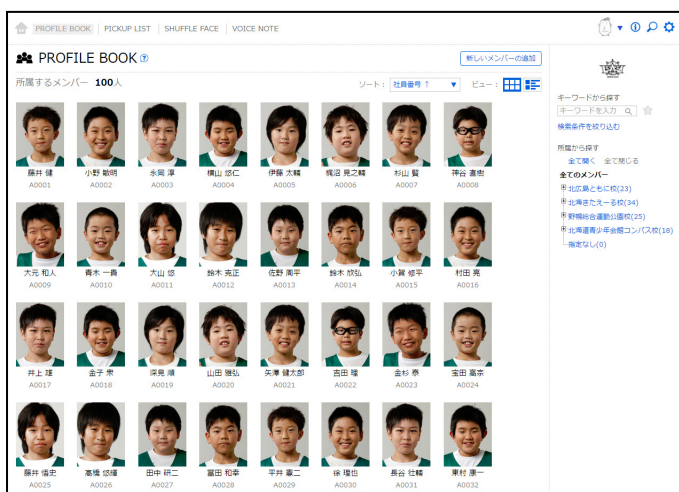 PROFILE BOOK PICKUP LIST SHUFFLE FACE VOICE NOTE
PROFILE BOOK ?
新しいメンバーの追加
所属するメンバー 100人
ソート： 社員番号 ↑ ▼ ビュー：
藤井 健 小野 敏明 永岡 淳 横山 悠仁 伊藤 太輔 梶沼 晃之輔 杉山 賢 神谷 直樹
A0001 A0002 A0003 A0004 A0005 A0006 A0007 A0008
大元 和人 青木 一貴 大山 悠 鈴木 克正 佐野 周平 鈴木 欣弘 小賀 修平 村田 亮
A0009 A0010 A0011 A0012 A0013 A0014 A0015 A0016
井上 雄 金子 衆 深見 順 山田 雅弘 矢澤 健太郎 吉田 瞳 金杉 泰 宝田 高宗
A0017 A0018 A0019 A0020 A0021 A0022 A0023 A0024
藤井 悟史 高橋 悠輝 田中 研二 冨田 和幸 平井 憲二 徐 理也 長谷 壮輔 東村 康一
A0025 A0026 A0027 A0028 A0029 A0030 A0031 A0032
キーワードから探す
キーワードを入力
検索条件を絞り込む
所属から探す
全て開く 全て閉じる
全てのメンバー
北広島ともに校(23)
北海きたえーる校(34)
野幌総合運動公園校(25)
北海道青少年会館コンパス校(18)
指定なし(0)